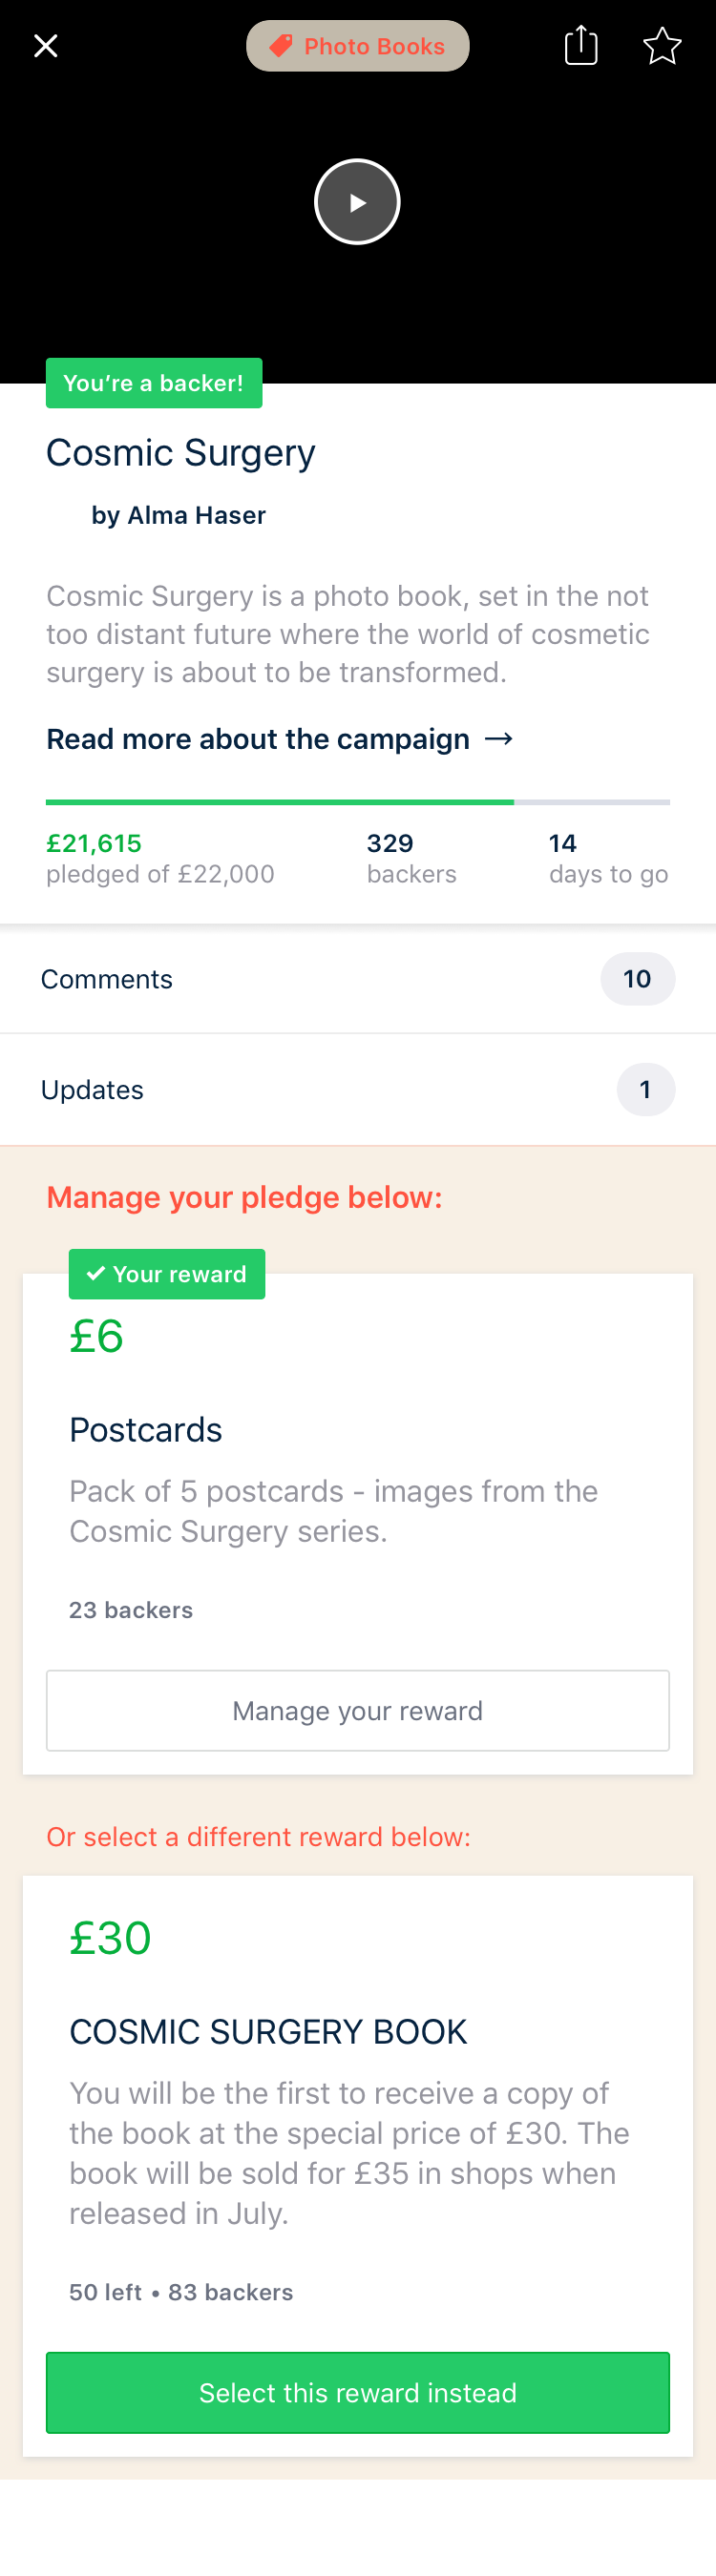 Photo Books
You’re a backer!
Cosmic Surgery
by Alma Haser
Cosmic Surgery is a photo book, set in the not
too distant future where the world of cosmetic
surgery is about to be transformed.
Read more about the campaign →
£21,615
pledged of £22,000
329
backers
14
days to go
Comments
10
Updates
1
Manage your pledge below:
Your reward
£6
Postcards
Pack of 5 postcards - images from the
Cosmic Surgery series.
23 backers
Manage your reward
Or select a different reward below:
£30
COSMIC SURGERY BOOK
You will be the first to receive a copy of
the book at the special price of £30. The
book will be sold for £35 in shops when
released in July.
50 left • 83 backers
Select this reward instead